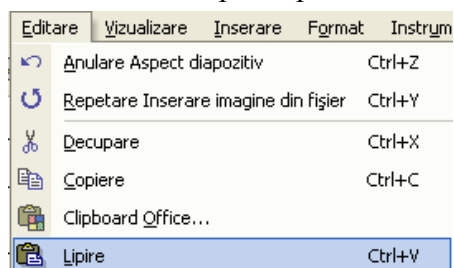 Editare Vizualizare Inserare Format Instrum
Anulare Aspect diapozitiv Ctrl+Z
Repetare Inserare imagine din fișier Ctrl+Y
Decupare Ctrl+X
Copiere Ctrl+C
Clipboard Office...
Lipire Ctrl+V